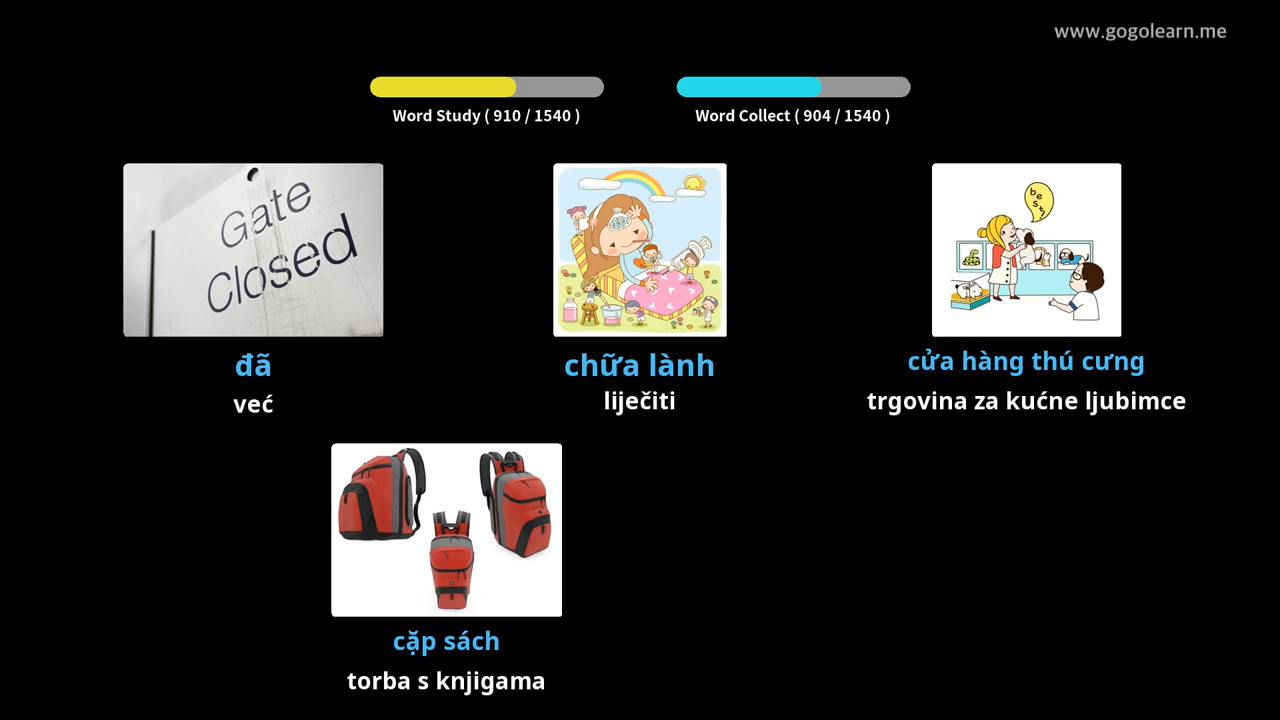 www.gogolearn.me
Word Study ( 910 / 1540 )
Word Collect ( 904 / 1540 )
Gate
Closed
best
đã
već
chữa lành
liječiti
cửa hàng thú cưng
trgovina za kućne ljubimce
cặp sách
torba s knjigama